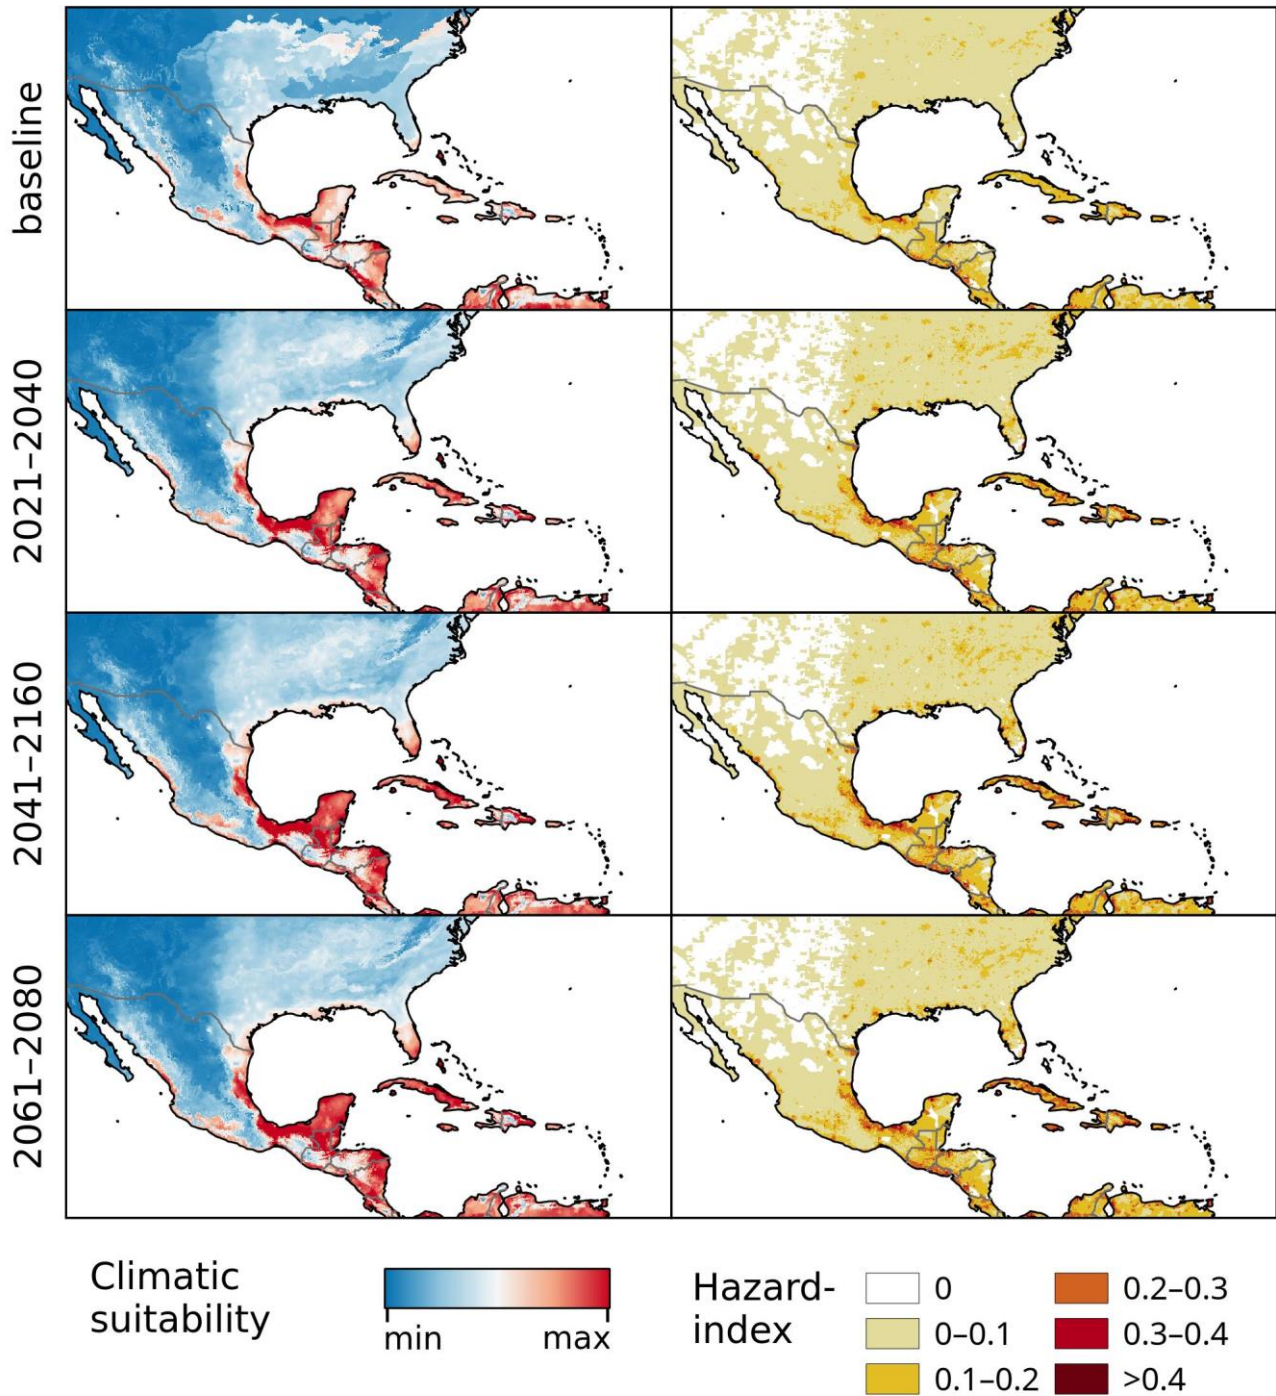 baseline
2021–2040
2041–2160
2061–2080
Climatic
suitability
min
max
Hazard-
index
0
0–0.1
0.1–0.2
0.2–0.3
0.3–0.4
>0.4